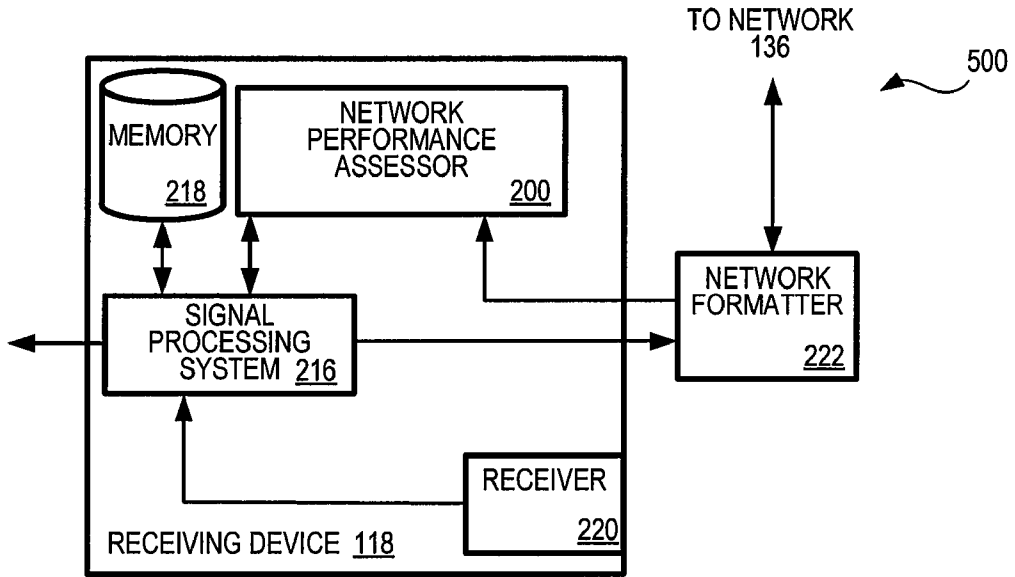 TO NETWORK
136
500
MEMORY
218
NETWORK
PERFORMANCE
ASSESSOR
200
NETWORK
FORMATTER
222
SIGNAL
PROCESSING
SYSTEM 216
RECEIVER
220
RECEIVING DEVICE 118